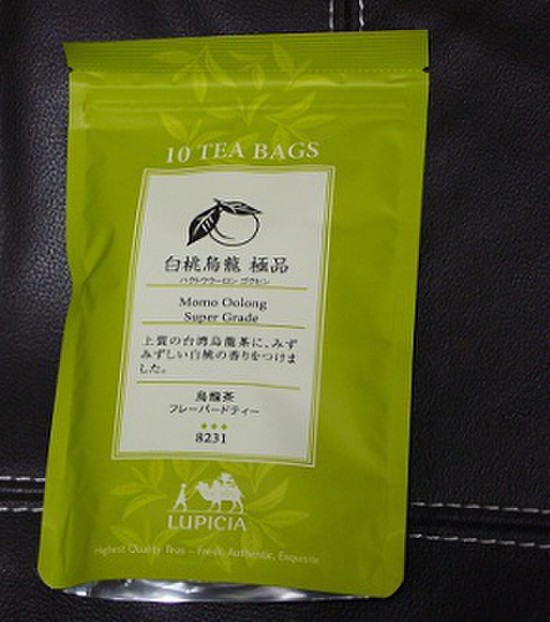 10 TEA BAGS
白桃烏龍 極品
ハクトウウーロン ゴクヒン
Momo Oolong
Super Grade
上質の台湾烏龍茶に、みず
みずしい白桃の香りをつけま
した。
烏龍茶
フレーバードティー
8231
LUPICIA
Highest Quality Teas – Fresh, Authentic, Exquisite